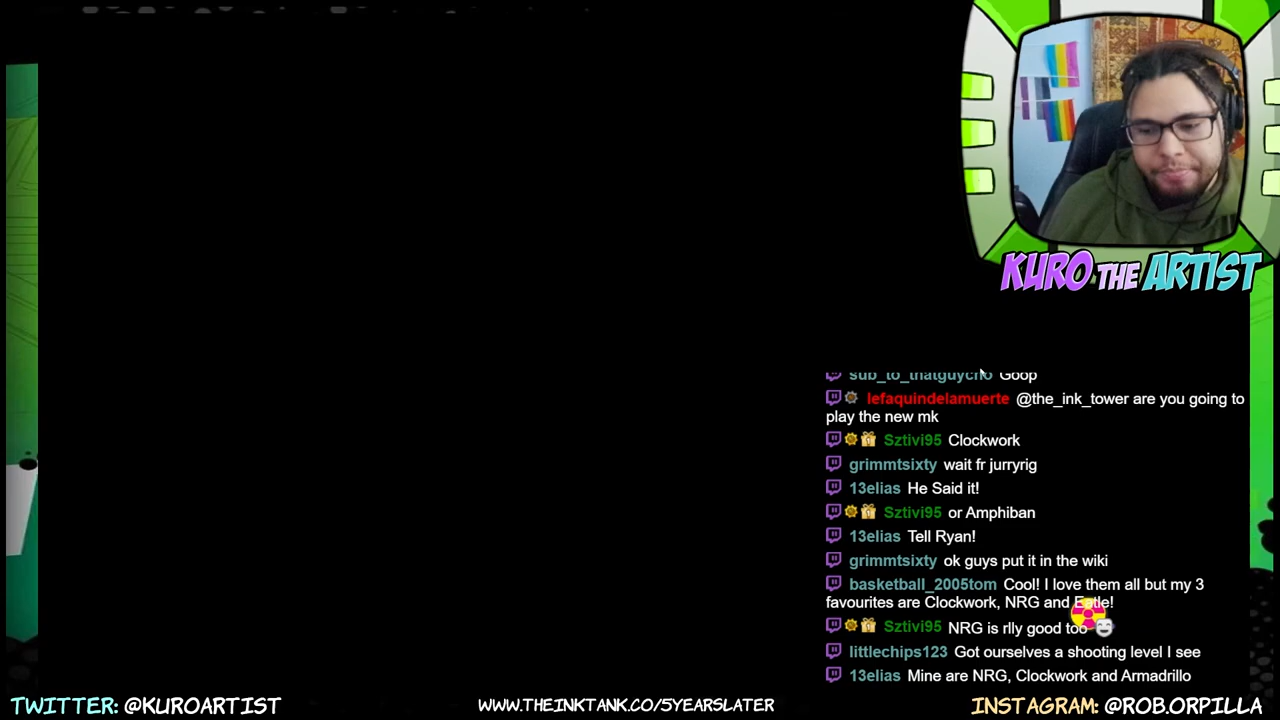 KURO THE ARTIST
sub_to_thatguycho Goop
lefaquindelamuerte @the_ink_tower are you going to
play the new mk
Sztivi95 Clockwork
grimmtsixty wait fr jurryrig
13elias He Said it!
Sztivi95 or Amphiban
13elias Tell Ryan!
grimmtsixty ok guys put it in the wiki
basketball_2005tom Cool! I love them all but my 3
favourites are Clockwork, NRG and Eatle!
Sztivi95 NRG is rlly good too
littlechips123 Got ourselves a shooting level I see
13elias Mine are NRG, Clockwork and Armadrillo
TWITTER: @KUROARTIST
WWW.THEINKTANK.CO/5YEARSLATER
INSTAGRAM: @ROB.ORPILLA